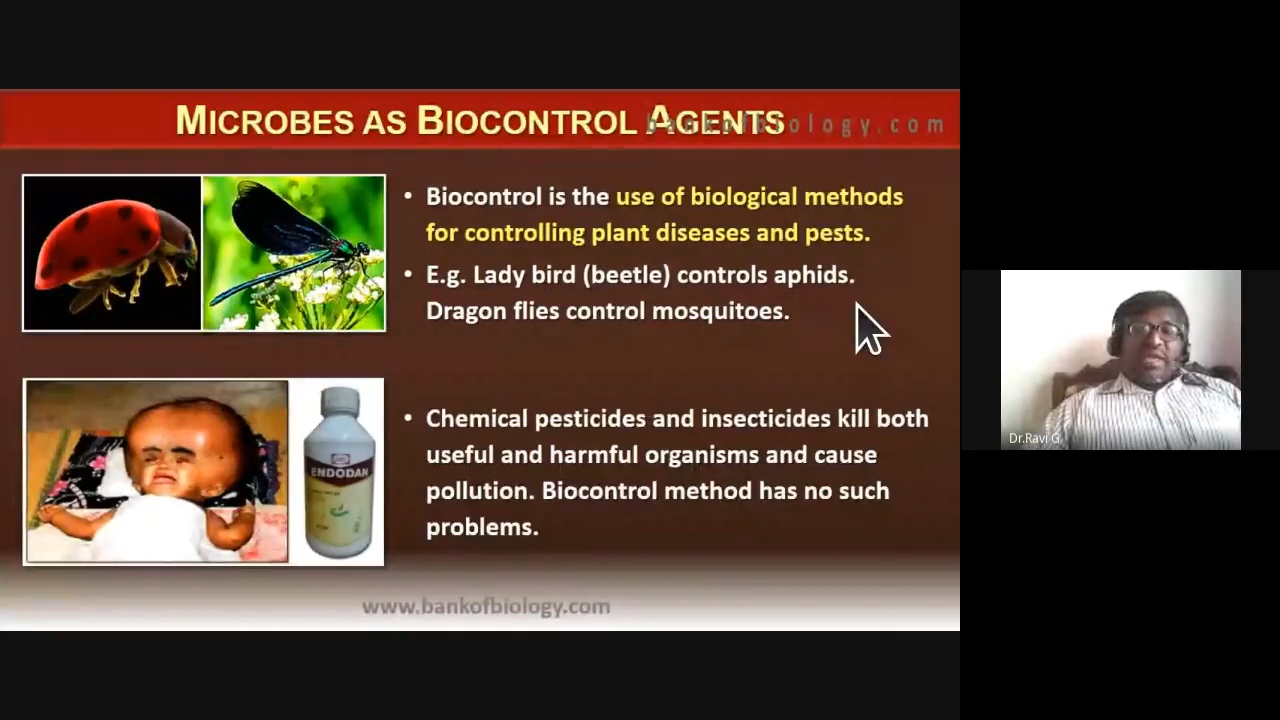 MICROBES AS BIOCONTROL AGENTS
bankofbiology.com
• Biocontrol is the use of biological methods
for controlling plant diseases and pests.
• E.g. Lady bird (beetle) controls aphids.
Dragon flies control mosquitoes.
ENDODAN
• Chemical pesticides and insecticides kill both
useful and harmful organisms and cause
pollution. Biocontrol method has no such
problems.
www.bankofbiology.com
Dr.Ravi G